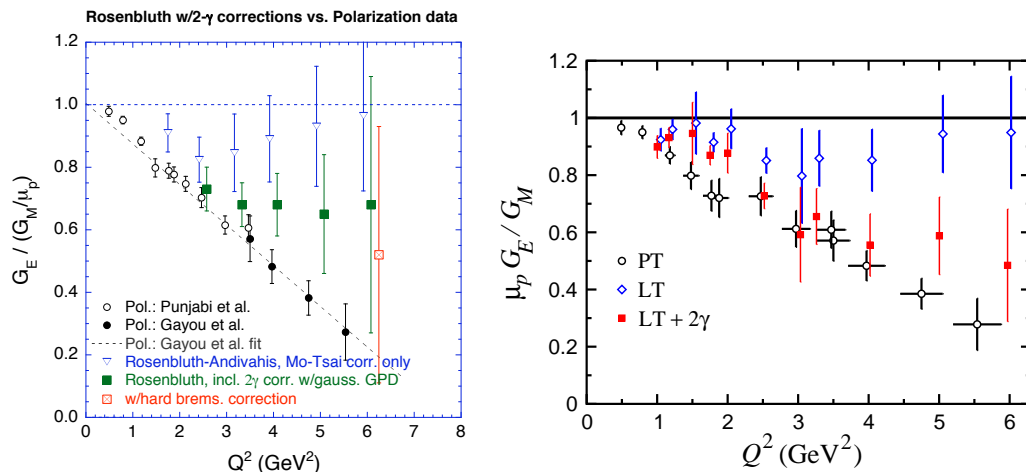 Rosenbluth w/2-γ corrections vs. Polarization data
G_E / (G_M/μ_p)
1.2
1.0
0.8
0.6
0.4
0.2
0.0
Pol.: Punjabi et al.
Pol.: Gayou et al.
Pol.: Gayou et al. fit
Rosenbluth-Andivahis, Mo-Tsai corr. only
Rosenbluth, incl. 2γ corr. w/gauss. GPD
w/hard brems. correction
0 1 2 3 4 5 6 7 8
Q² (GeV²)
μ_p G_E / G_M
1.2
1
0.8
0.6
0.4
0.2
0
PT
LT
LT + 2γ
0 1 2 3 4 5 6
Q² (GeV²)